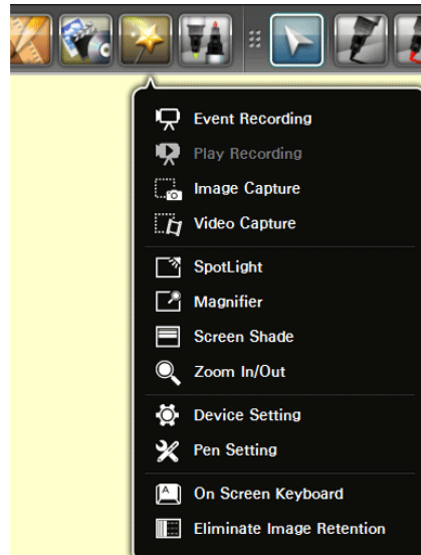 Event Recording
Play Recording
Image Capture
Video Capture
SpotLight
Magnifier
Screen Shade
Zoom In/Out
Device Setting
Pen Setting
A
On Screen Keyboard
Eliminate Image Retention